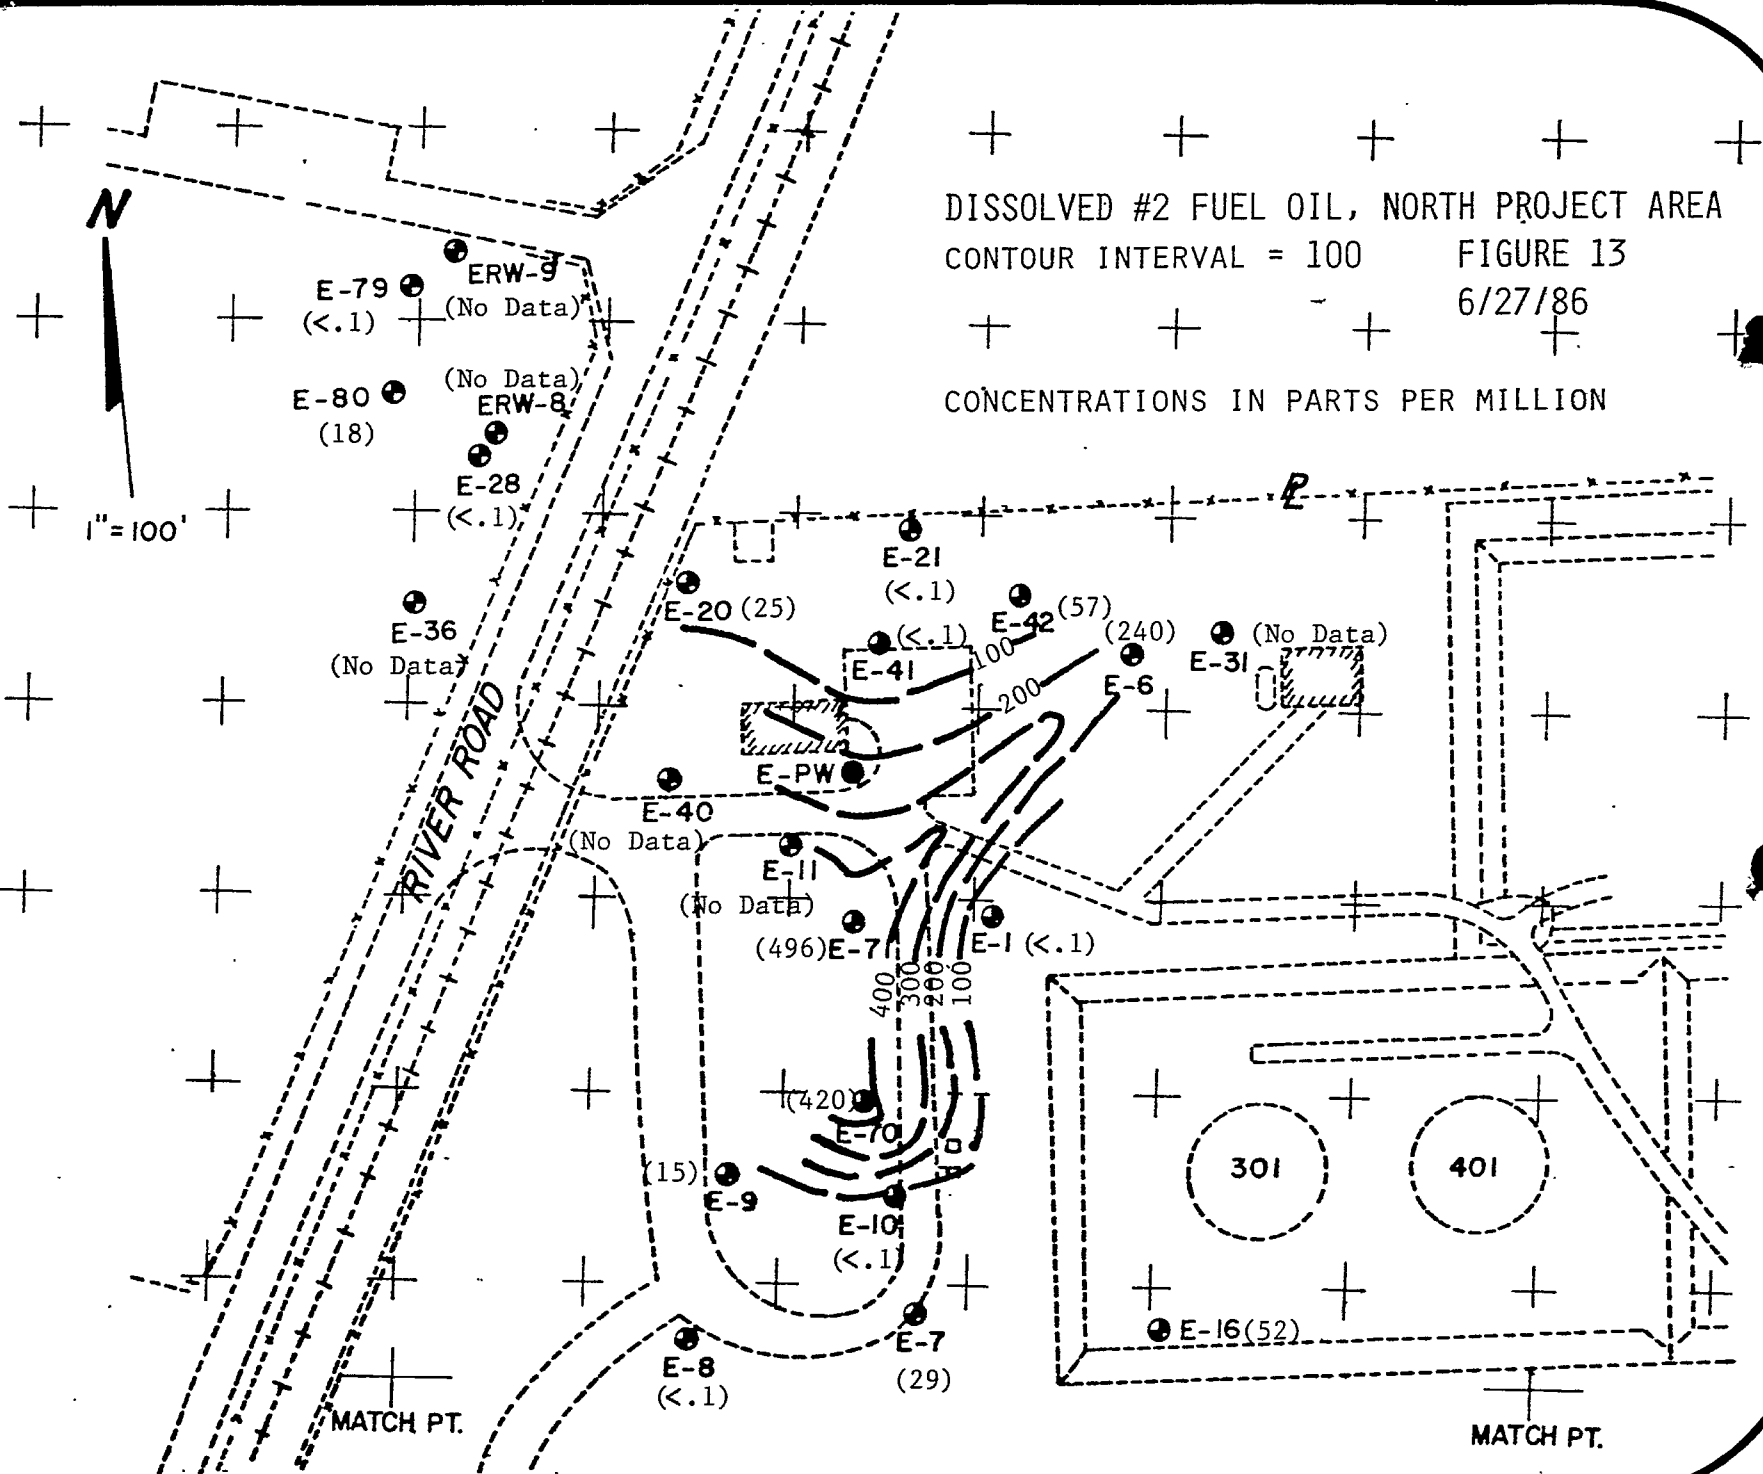 DISSOLVED #2 FUEL OIL, NORTH PROJECT AREA
CONTOUR INTERVAL = 100 FIGURE 13
6/27/86
CONCENTRATIONS IN PARTS PER MILLION
N
1"=100'
ERW-9
(No Data)
E-79
(<.1)
(No Data)
ERW-8
E-80
(18)
E-28
(<.1)
E-36
(No Data)
RIVER ROAD
PL
E-21
(<.1)
E-20 (25)
E-42 (57)
(<.1)
E-41
100
(240)
E-6
200
E-31
(No Data)
E-PW
E-40
(No Data)
E-11
(No Data)
(496) E-71
E-1 (<.1)
400
300
200
100
(420)
E-70
(15)
E-9
E-10
(<.1)
E-7
(29)
E-8
(<.1)
301
401
E-16 (52)
MATCH PT.
MATCH PT.